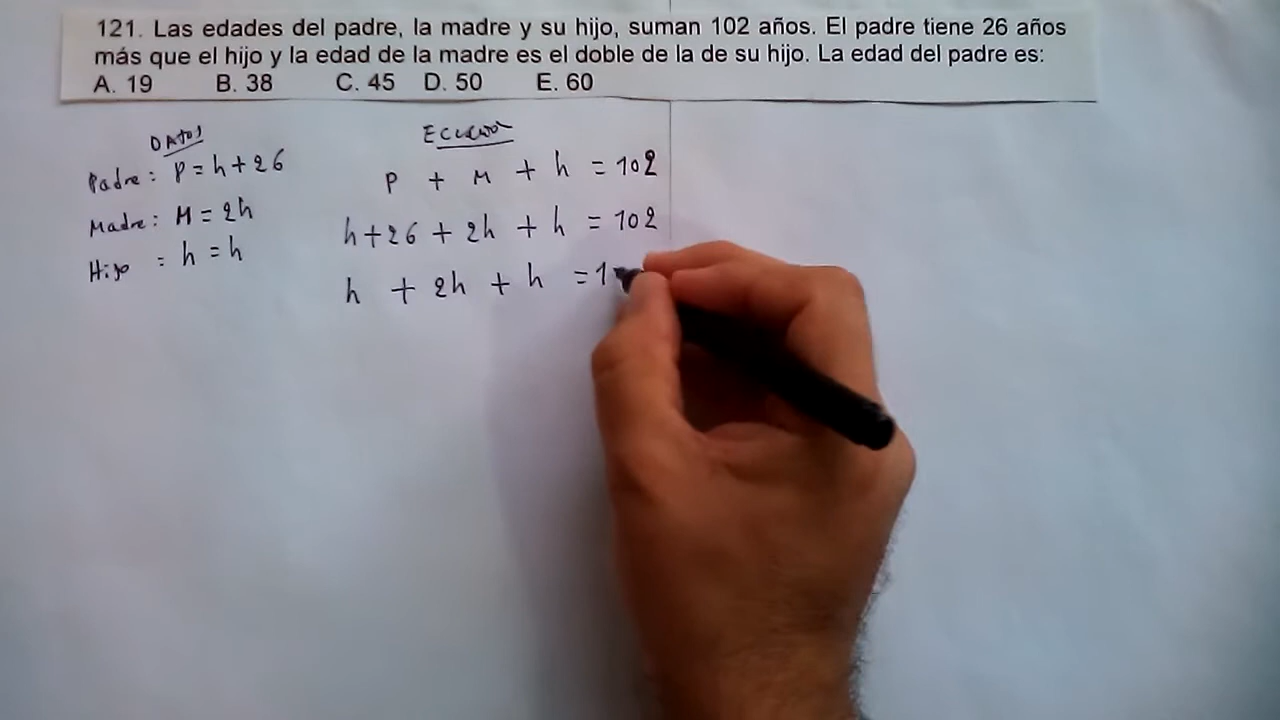 121. Las edades del padre, la madre y su hijo, suman 102 años. El padre tiene 26 años
más que el hijo y la edad de la madre es el doble de la de su hijo. La edad del padre es:
A. 19 B. 38 C. 45 D. 50 E. 60
DATOS
Padre: P = h + 26
Madre: M = 2h
Hijo : h = h
P + M + h = 102
h + 26 + 2h + h = 102
h + 2h + h = 1